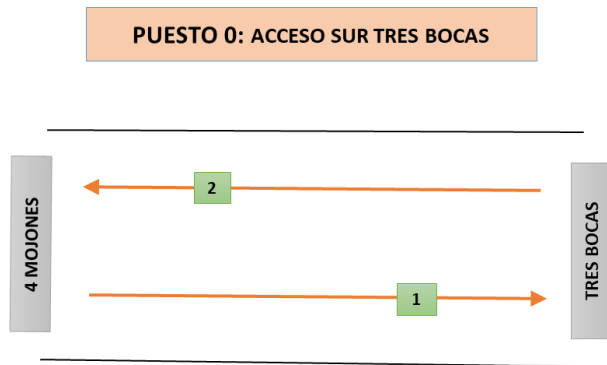 PUESTO 0: ACCESO SUR TRES BOCAS
4 MOJONES
2
TRES BOCAS
1